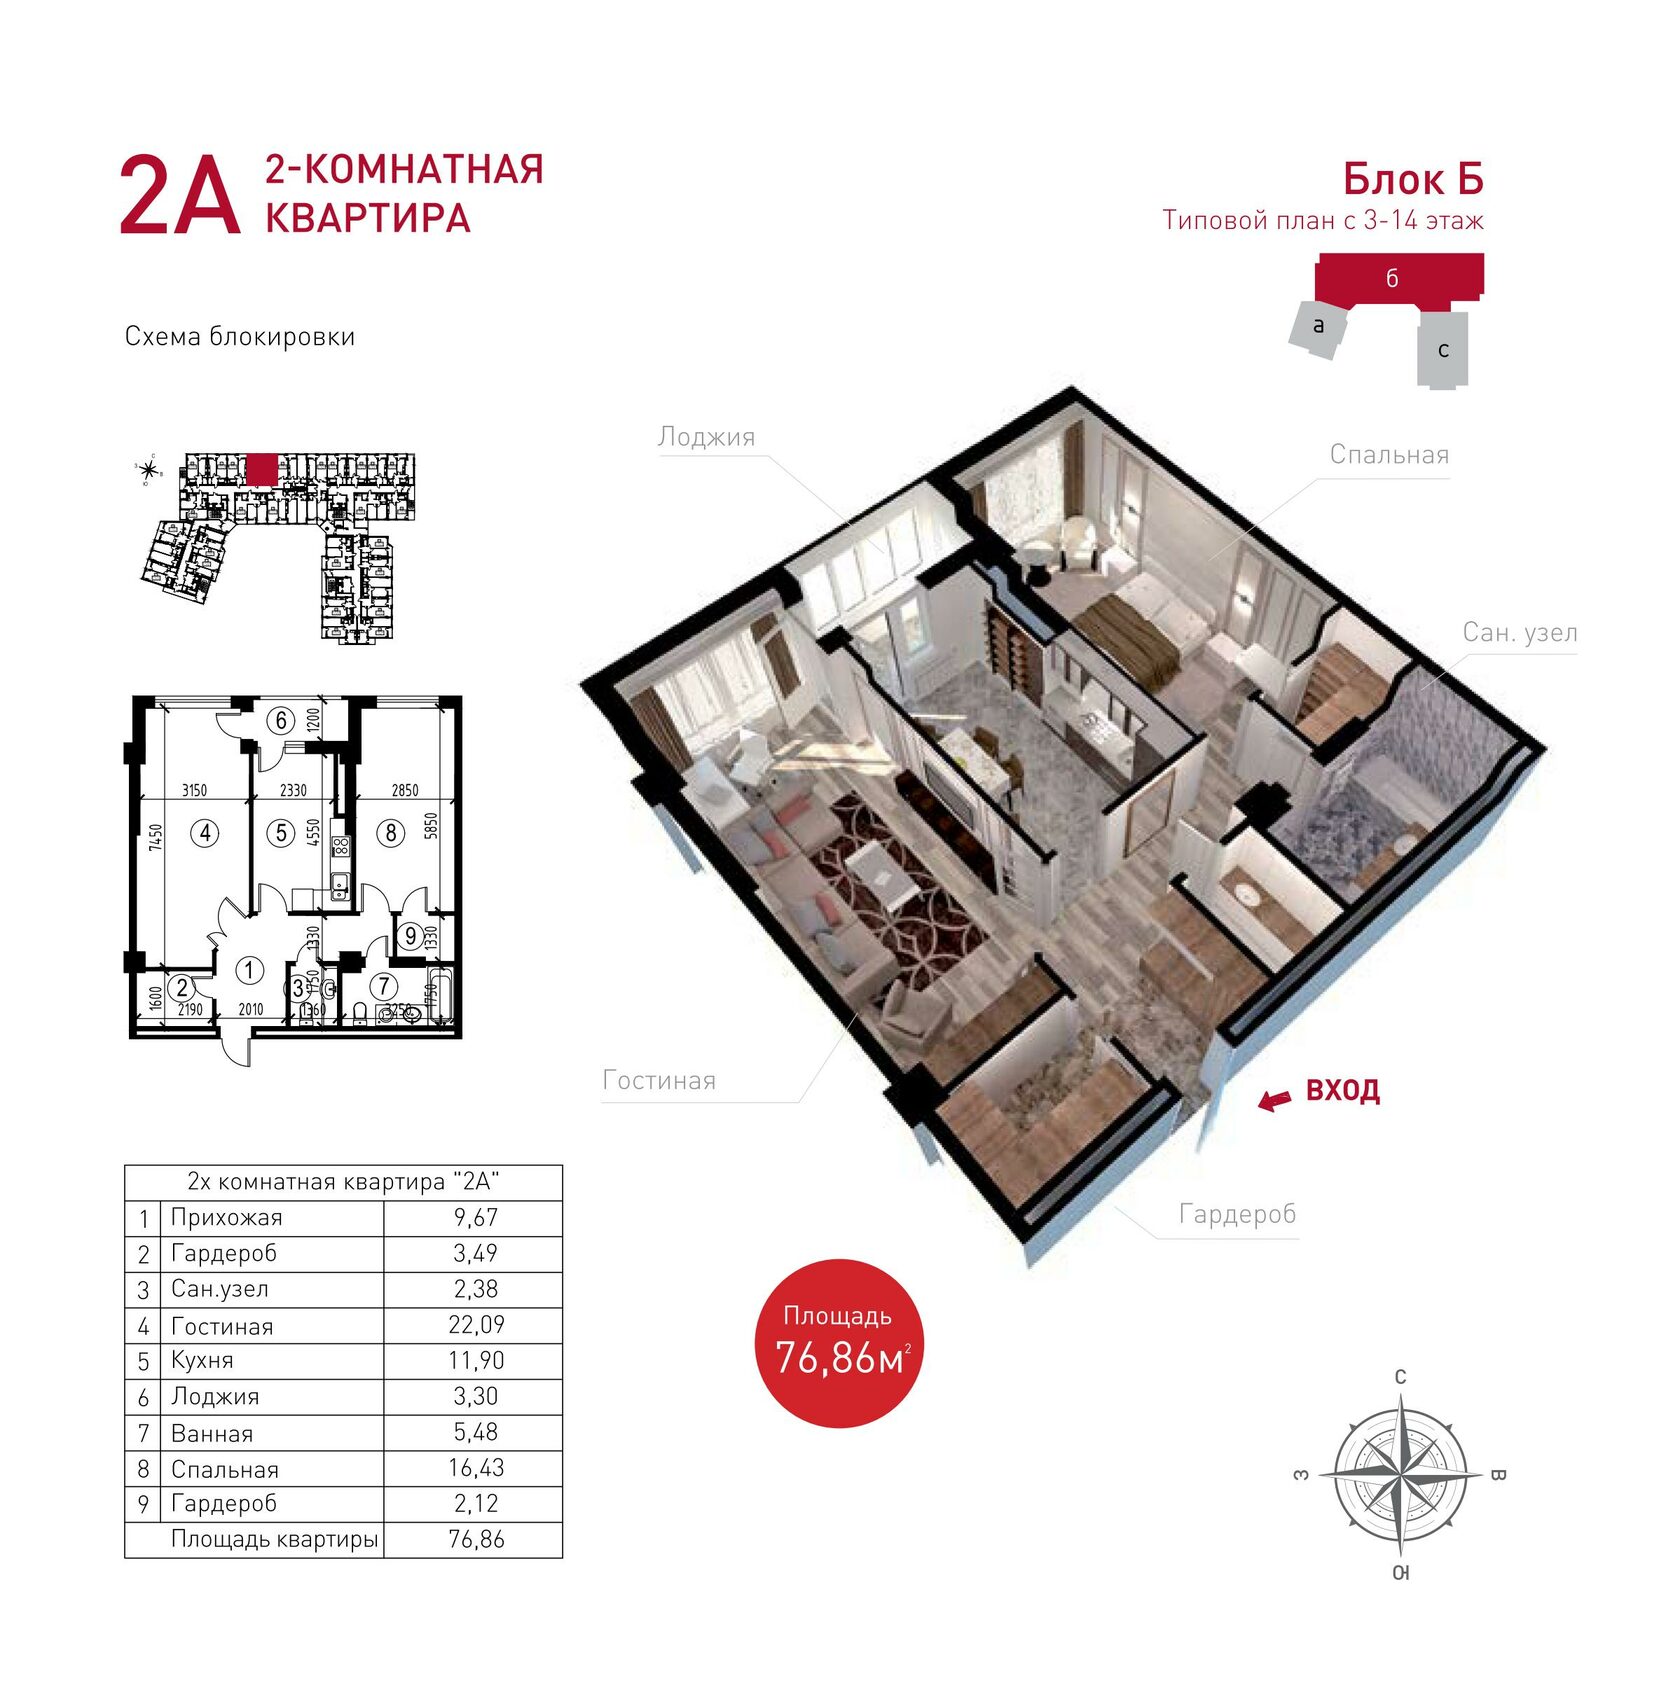 2А
2-КОМНАТНАЯ
КВАРТИРА
Блок Б
Типовой план с 3-14 этаж
б
а
с
Схема блокировки
С
З
В
Ю
Лоджия
Спальная
Сан. узел
Гостиная
Гардероб
ВХОД
6
1200
3150
2330
2850
7450
4
5
4550
8
5850
1330
9
1330
1
2
1600
2190
2010
3
1750
1360
7
3250
1750
2х комнатная квартира "2А"
1 Прихожая 9,67
2 Гардероб 3,49
3 Сан.узел 2,38
4 Гостиная 22,09
5 Кухня 11,90
6 Лоджия 3,30
7 Ванная 5,48
8 Спальная 16,43
9 Гардероб 2,12
Площадь квартиры 76,86
Площадь
76,86м²
С
З
В
Ю